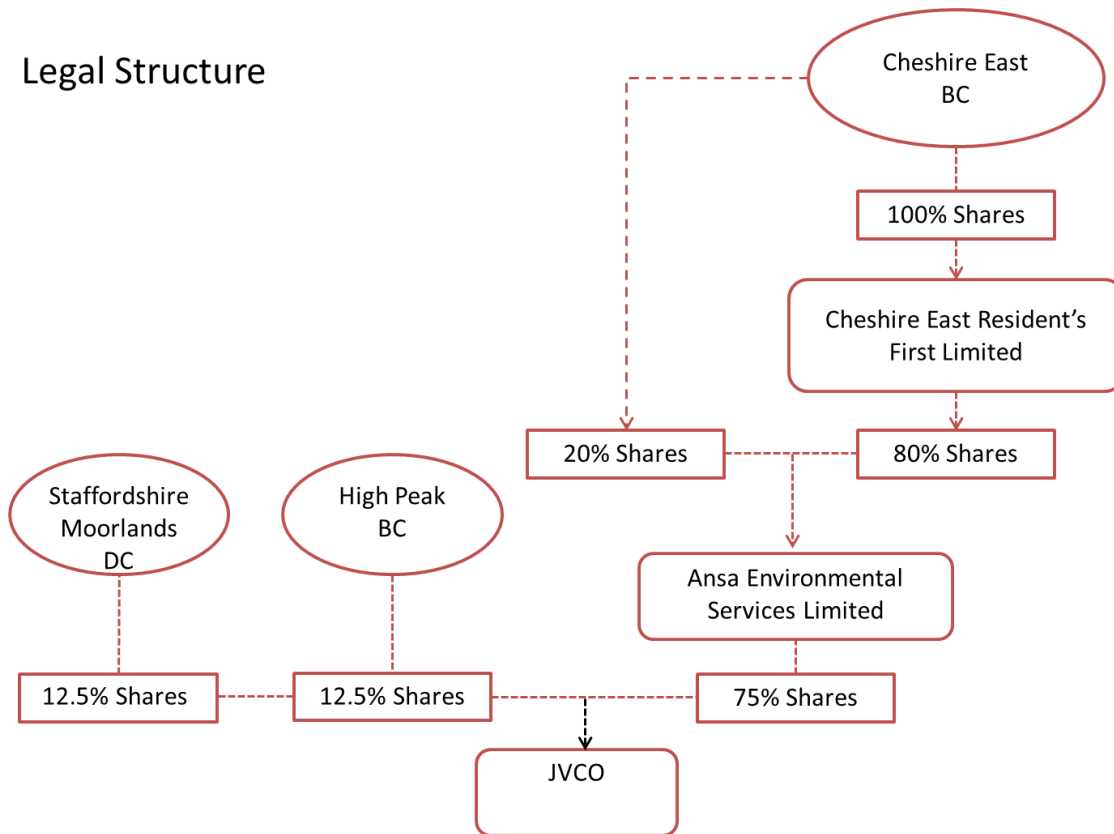 Legal Structure
Cheshire East
BC
100% Shares
Cheshire East Resident’s
First Limited
20% Shares
80% Shares
Staffordshire
Moorlands
DC
High Peak
BC
Ansa Environmental
Services Limited
12.5% Shares
12.5% Shares
75% Shares
JVCO